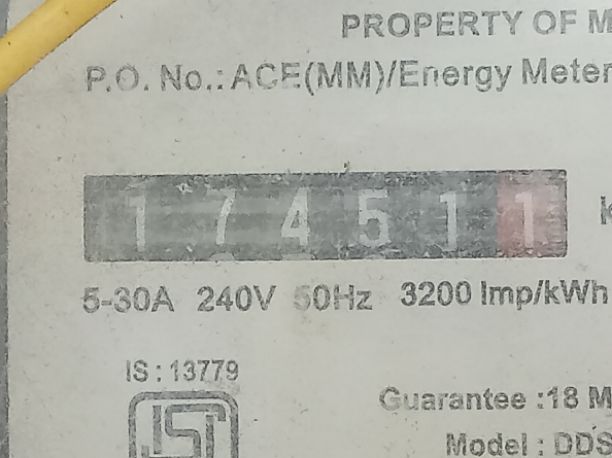 PROPERTY OF M
P.O. No.: ACE(MM)/Energy Meter
1 7 4 5 1 1 K
5-30A 240V 50Hz 3200 Imp/kWh
IS : 13779
Guarantee :18 M
Model : DDS